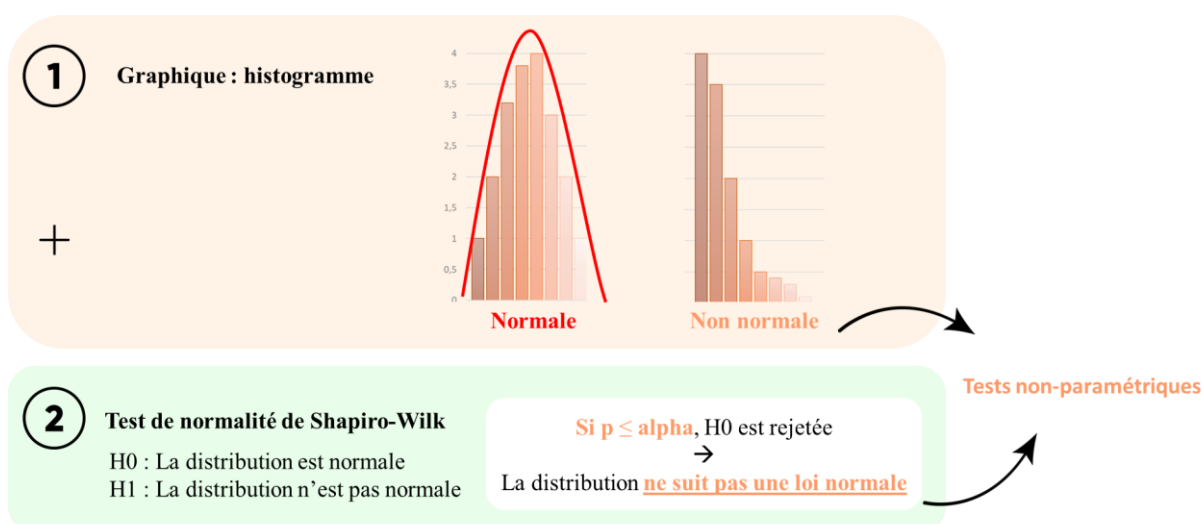 1
Graphique : histogramme
4
3,5
3
2,5
2
1,5
1
0,5
0
Normale
Non normale
+
Tests non-paramétriques
2
Test de normalité de Shapiro-Wilk
H0 : La distribution est normale
H1 : La distribution n’est pas normale
Si p ≤ alpha, H0 est rejetée
→
La distribution ne suit pas une loi normale